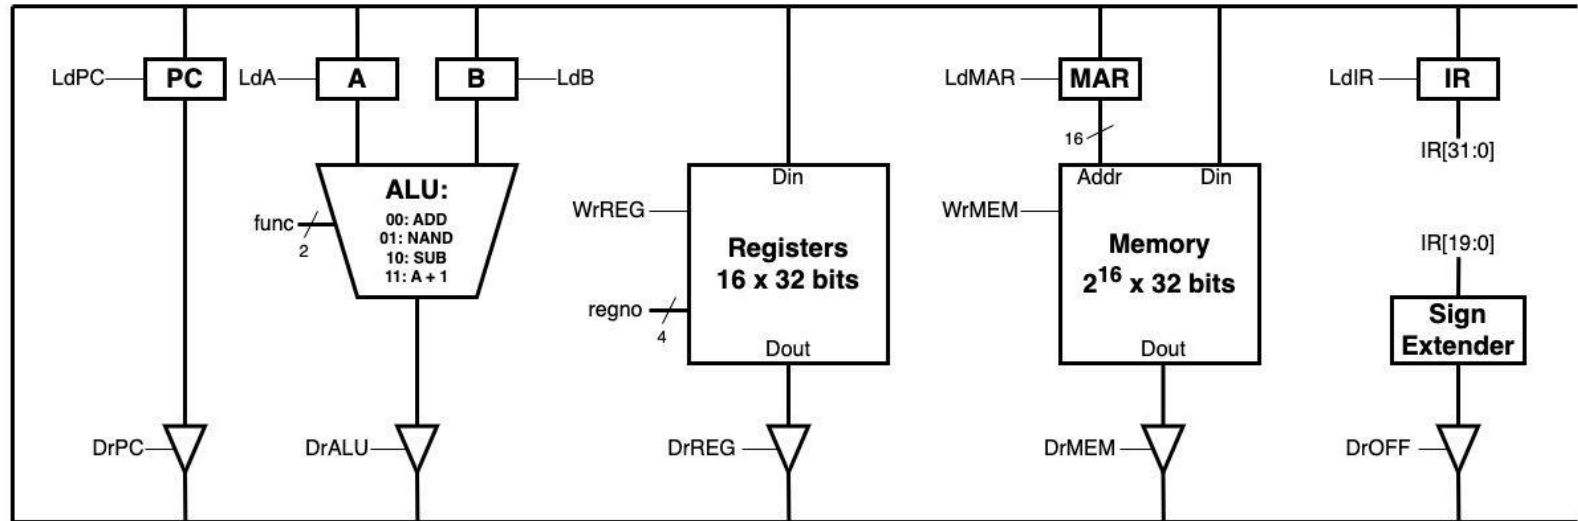 LdPC
PC
LdA
A
B
LdB
LdMAR
MAR
LdIR
IR
16
IR[31:0]
ALU:
00: ADD
01: NAND
10: SUB
11: A + 1
func
2
Din
WrREG
Registers
16 x 32 bits
regno
4
Dout
Addr
Din
WrMEM
Memory
2^16 x 32 bits
Dout
IR[19:0]
Sign
Extender
DrPC
DrALU
DrREG
DrMEM
DrOFF